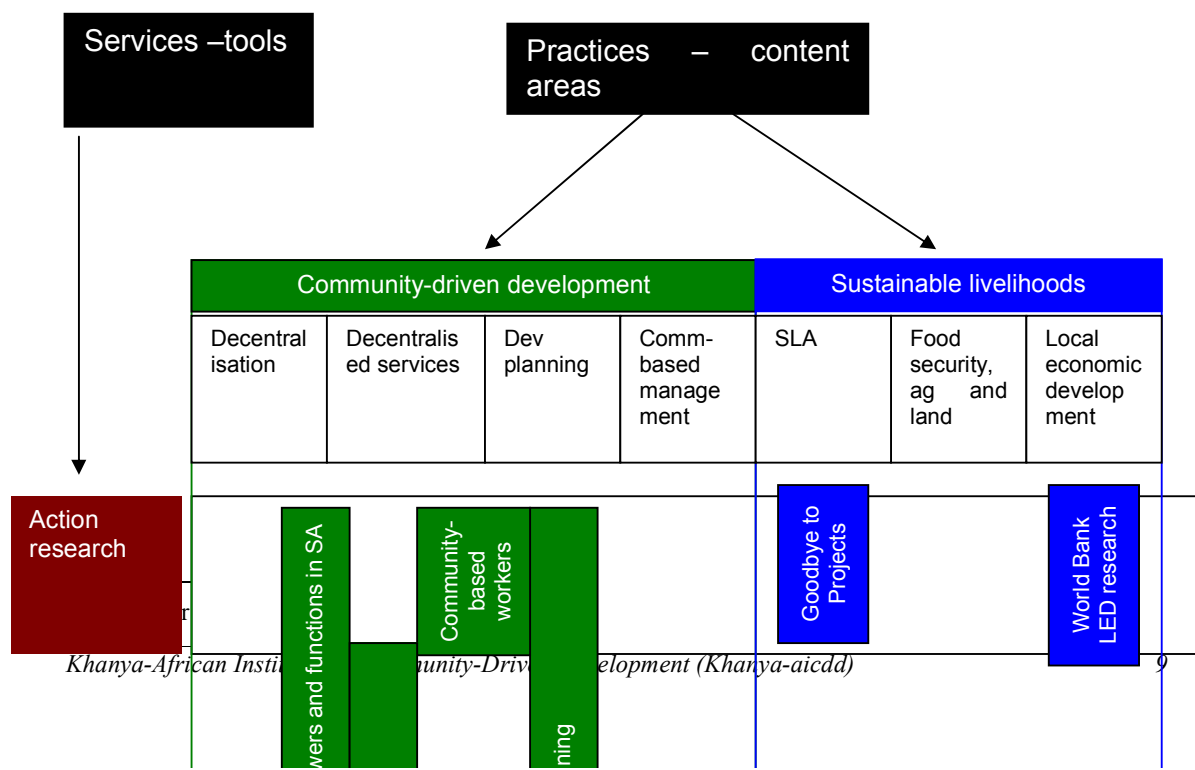 Services –tools
Practices – content
areas
Community-driven development
Sustainable livelihoods
Decentral
isation
Decentralis
ed services
Dev
planning
Comm-
based
manage
ment
SLA
Food
security,
ag and
land
Local
economic
develop
ment
Action
research
wers and functions in SA
Community-
based
workers
ning
Goodbye to
Projects
World Bank
LED research
r
Khanya-African Insti unity-Driv elopment (Khanya-aicdd) 9